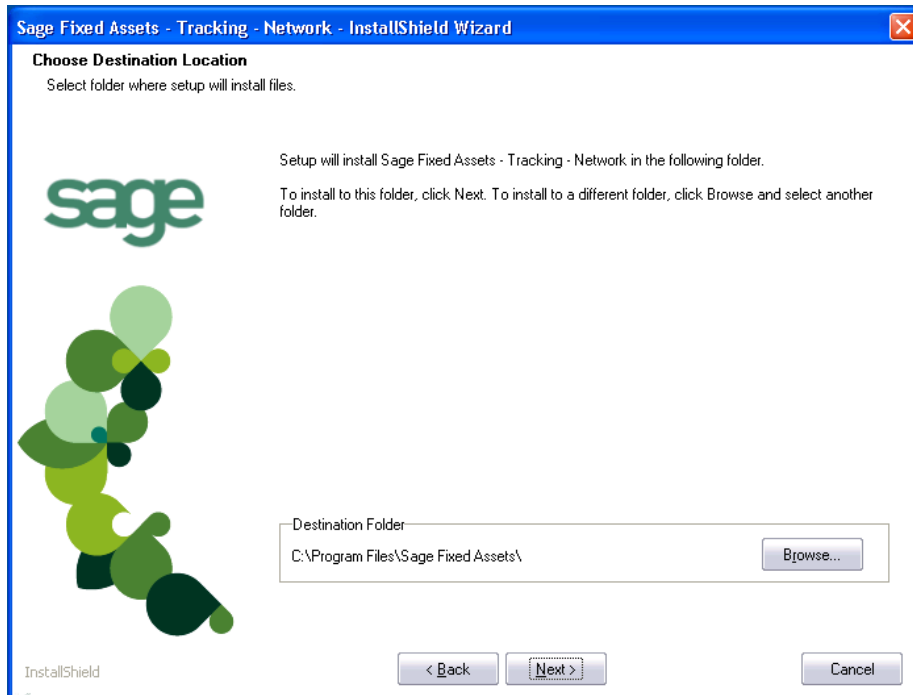 Sage Fixed Assets - Tracking - Network - InstallShield Wizard
Choose Destination Location
Select folder where setup will install files.
sage
Setup will install Sage Fixed Assets - Tracking - Network in the following folder.
To install to this folder, click Next. To install to a different folder, click Browse and select another
folder.
Destination Folder
C:\Program Files\Sage Fixed Assets\
Browse...
InstallShield
< Back
Next >
Cancel